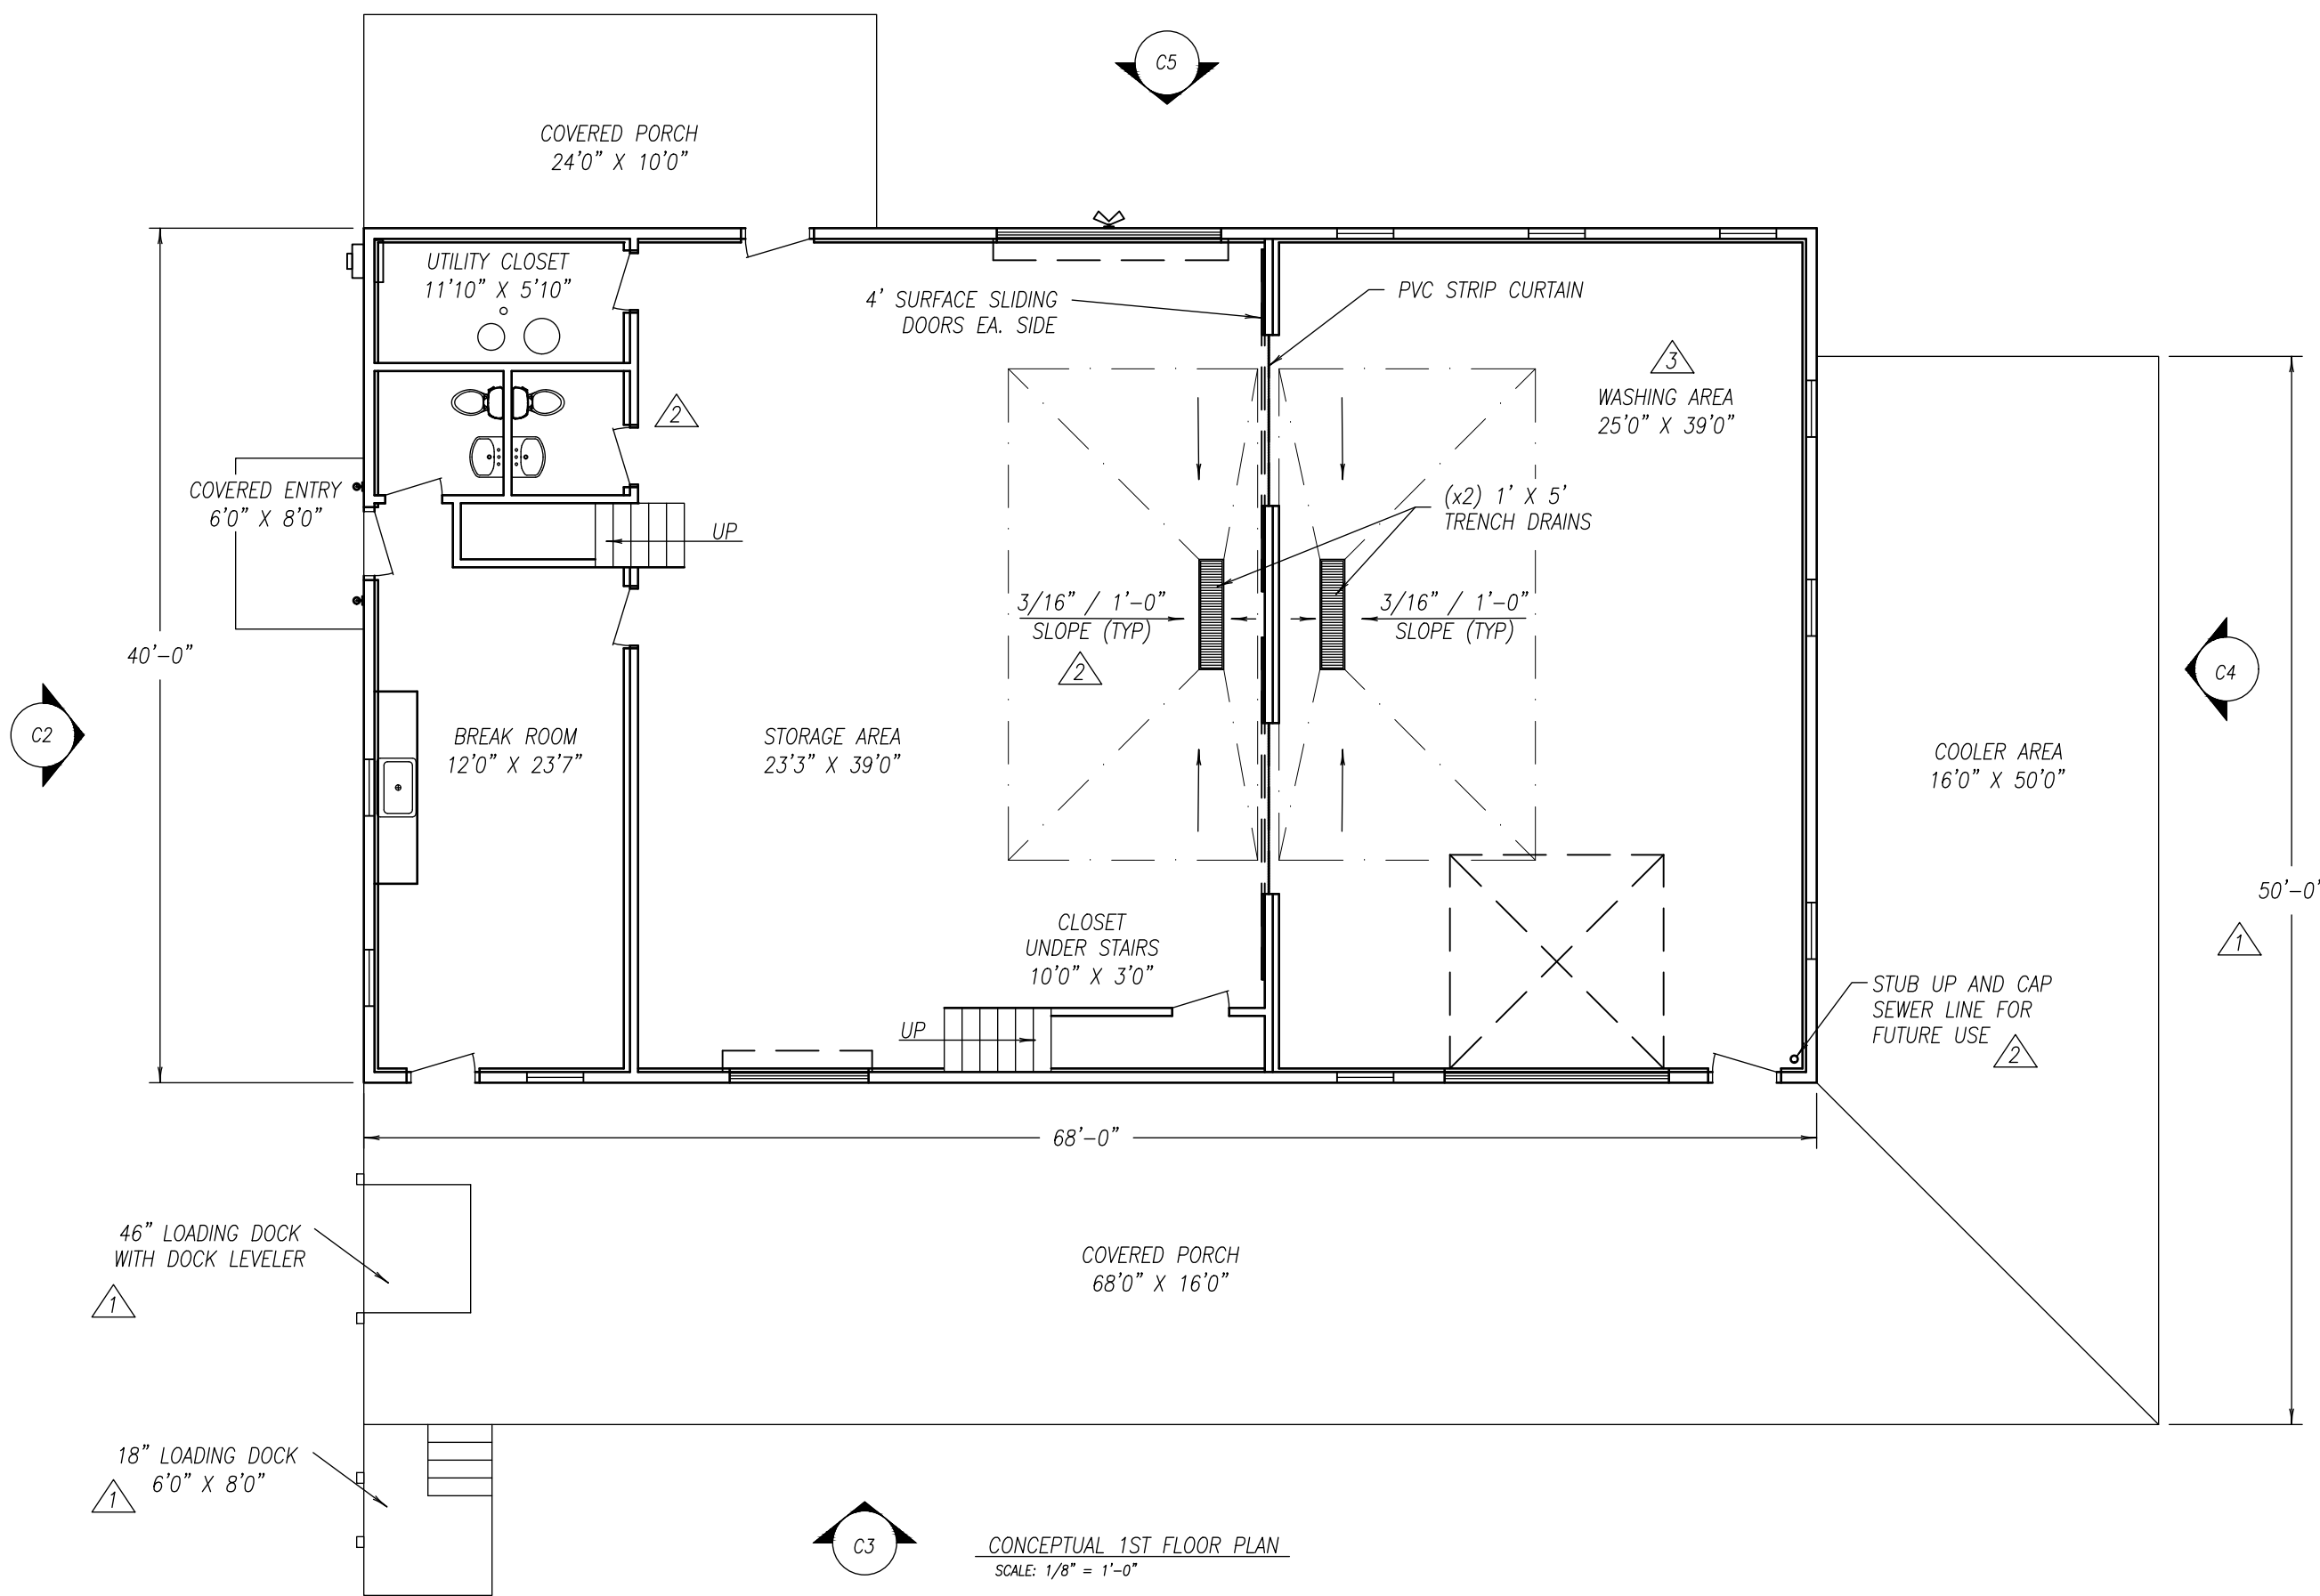 C5
COVERED PORCH
24'0" X 10'0"
UTILITY CLOSET
11'10" X 5'10"
4' SURFACE SLIDING
DOORS EA. SIDE
PVC STRIP CURTAIN
3
WASHING AREA
25'0" X 39'0"
2
COVERED ENTRY
6'0" X 8'0"
UP
(x2) 1' X 5'
TRENCH DRAINS
3/16" / 1'-0"
SLOPE (TYP)
2
3/16" / 1'-0"
SLOPE (TYP)
40'-0"
C2
C4
BREAK ROOM
12'0" X 23'7"
STORAGE AREA
23'3" X 39'0"
COOLER AREA
16'0" X 50'0"
50'-0'
1
CLOSET
UNDER STAIRS
10'0" X 3'0"
UP
STUB UP AND CAP
SEWER LINE FOR
FUTURE USE
2
68'-0"
46" LOADING DOCK
WITH DOCK LEVELER
1
COVERED PORCH
68'0" X 16'0"
18" LOADING DOCK
6'0" X 8'0"
1
C3
CONCEPTUAL 1ST FLOOR PLAN
SCALE: 1/8" = 1'-0"